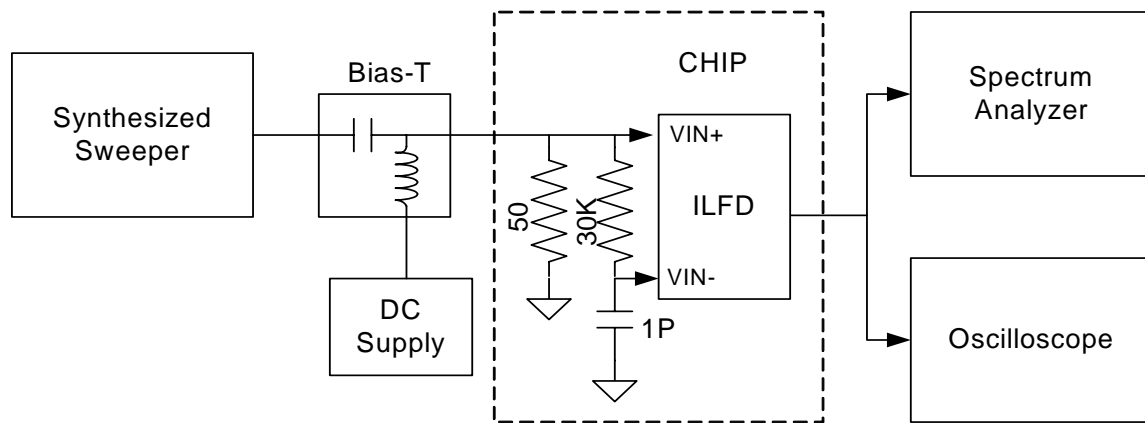 Synthesized
Sweeper
Bias-T
DC
Supply
CHIP
50
30K
VIN+
ILFD
VIN-
1P
Spectrum
Analyzer
Oscilloscope